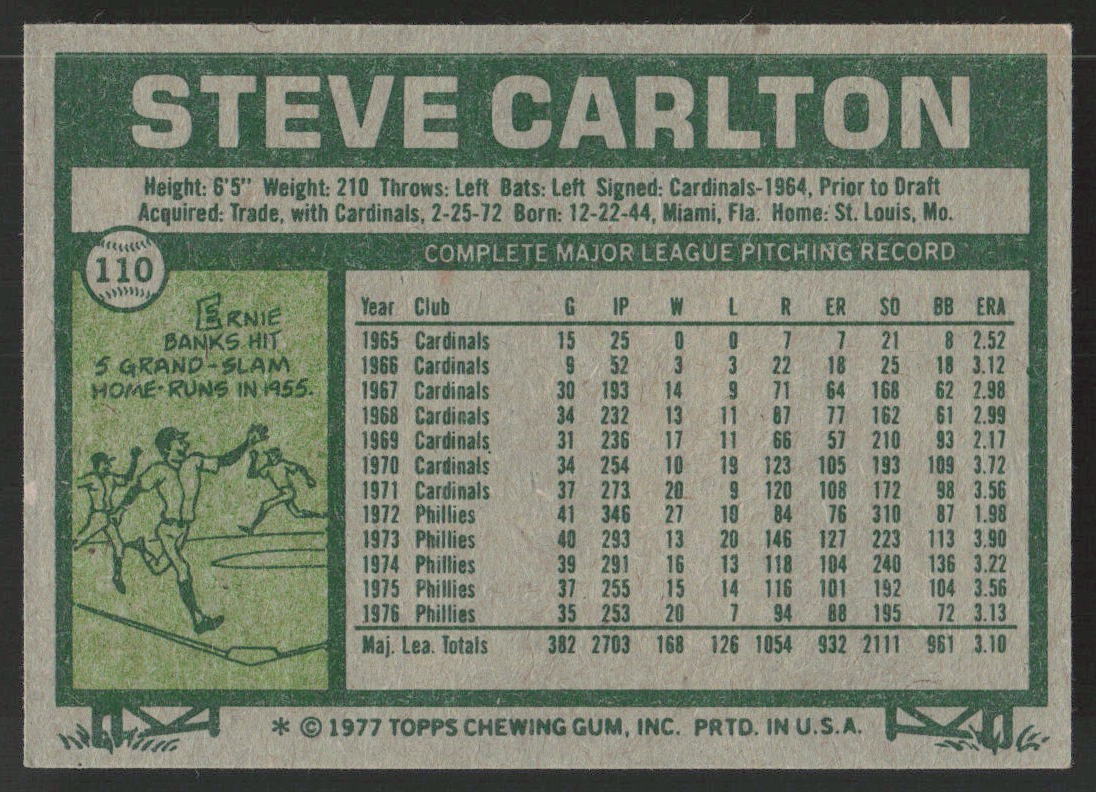 STEVE CARLTON
Height: 6'5" Weight: 210 Throws: Left Bats: Left Signed: Cardinals-1964, Prior to Draft
Acquired: Trade, with Cardinals, 2-25-72 Born: 12-22-44, Miami, Fla. Home: St. Louis, Mo.
COMPLETE MAJOR LEAGUE PITCHING RECORD
110
ERNIE
BANKS HIT
5 GRAND-SLAM
HOME-RUNS IN 1955.
Year Club G IP W L R ER SO BB ERA
1965 Cardinals 15 25 0 0 7 7 21 8 2.52
1966 Cardinals 9 52 3 3 22 18 25 18 3.12
1967 Cardinals 30 193 14 9 71 64 168 62 2.98
1968 Cardinals 34 232 13 11 87 77 162 61 2.99
1969 Cardinals 31 236 17 11 66 57 210 93 2.17
1970 Cardinals 34 254 10 19 123 105 193 109 3.72
1971 Cardinals 37 273 20 9 120 108 172 98 3.56
1972 Phillies 41 346 27 10 84 76 310 87 1.98
1973 Phillies 40 293 13 20 146 127 223 113 3.90
1974 Phillies 39 291 16 13 118 104 240 136 3.22
1975 Phillies 37 255 15 14 116 101 192 104 3.56
1976 Phillies 35 253 20 7 94 88 195 72 3.13
Maj. Lea. Totals 382 2703 168 126 1054 932 2111 961 3.10
* © 1977 TOPPS CHEWING GUM, INC. PRTD. IN U.S.A.